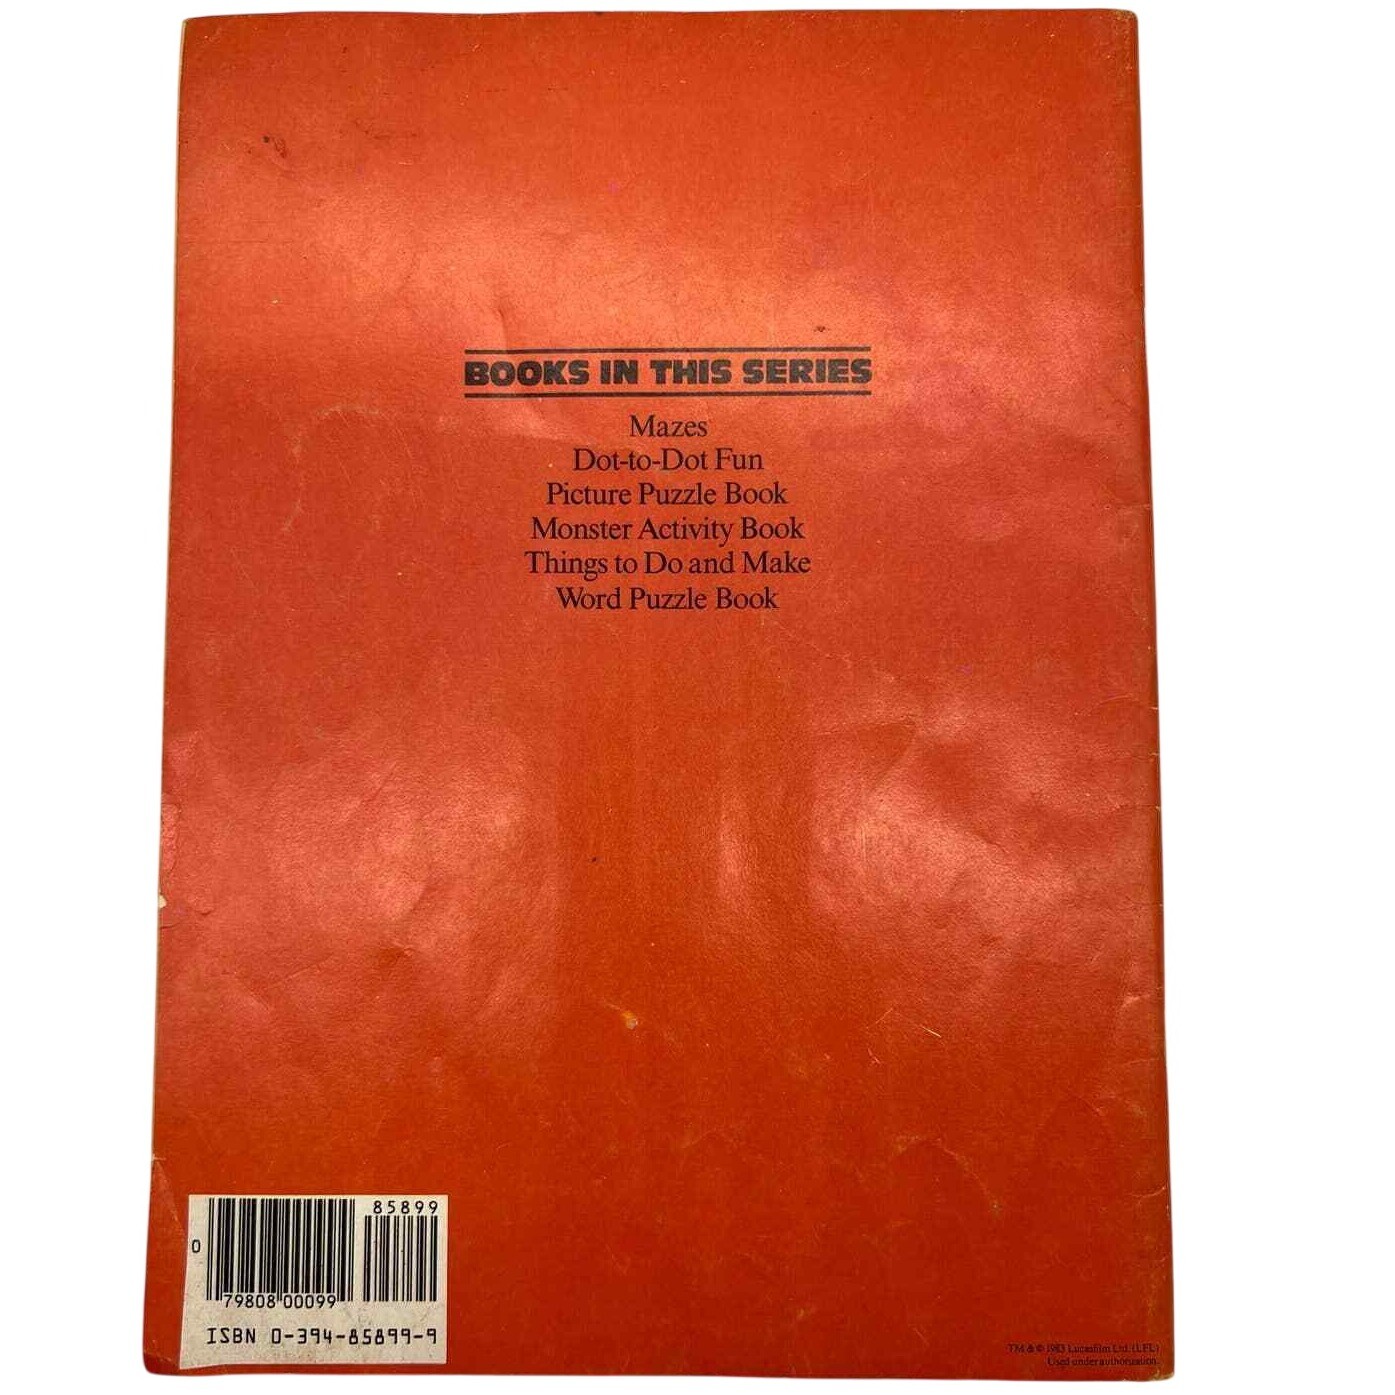 BOOKS IN THIS SERIES
Mazes
Dot-to-Dot Fun
Picture Puzzle Book
Monster Activity Book
Things to Do and Make
Word Puzzle Book
85899
0
79808 00099
ISBN 0-394-85899-9
TM & © 1983 Lucasfilm Ltd. (LFL)
Used under authorization.